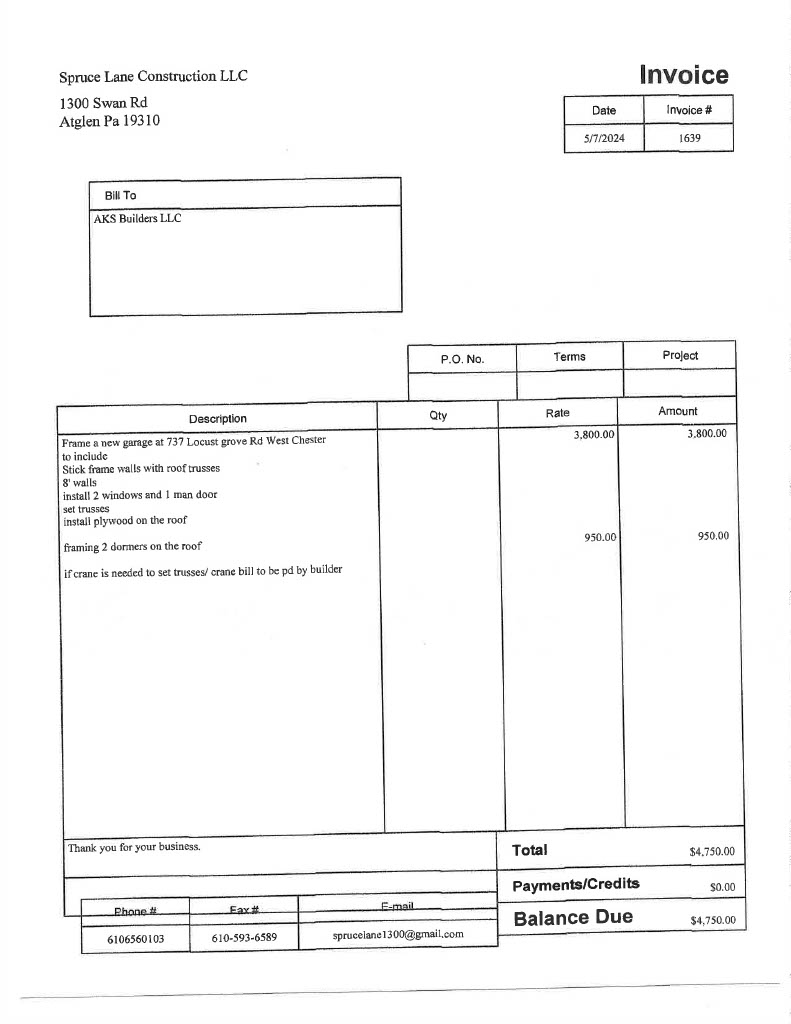 Spruce Lane Construction LLC
1300 Swan Rd
Atglen Pa 19310
Invoice
Date Invoice #
5/7/2024 1639
Bill To
AKS Builders LLC
P.O. No. Terms Project
Description Qty Rate Amount
Frame a new garage at 737 Locust grove Rd West Chester 3,800.00 3,800.00
to include
Stick frame walls with roof trusses
8' walls
install 2 windows and 1 man door
set trusses
install plywood on the roof
framing 2 dormers on the roof 950.00 950.00
if crane is needed to set trusses/ crane bill to be pd by builder
Thank you for your business.
Total $4,750.00
Payments/Credits $0.00
Balance Due $4,750.00
Phone # Fax # E-mail
6106560103 610-593-6589 sprucelane1300@gmail.com